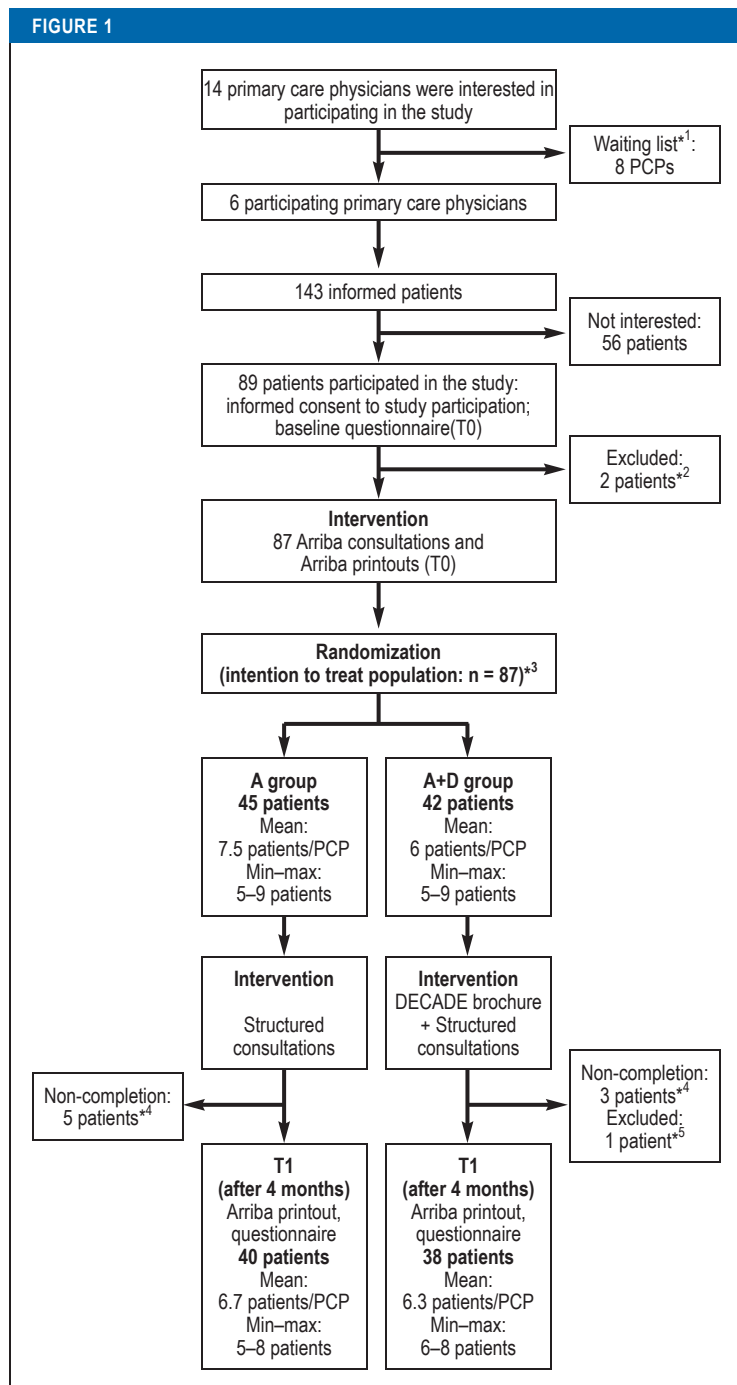 FIGURE 1
14 primary care physicians were interested in
participating in the study
Waiting list*1:
8 PCPs
6 participating primary care physicians
143 informed patients
Not interested:
56 patients
89 patients participated in the study:
informed consent to study participation;
baseline questionnaire(T0)
Excluded:
2 patients*2
Intervention
87 Arriba consultations and
Arriba printouts (T0)
Randomization
(intention to treat population: n = 87)*3
A group
45 patients
Mean:
7.5 patients/PCP
Min–max:
5–9 patients
A+D group
42 patients
Mean:
6 patients/PCP
Min–max:
5–9 patients
Intervention
Structured
consultations
Intervention
DECADE brochure
+ Structured
consultations
Non-completion:
5 patients*4
Non-completion:
3 patients*4
Excluded:
1 patient*5
T1
(after 4 months)
Arriba printout,
questionnaire
40 patients
Mean:
6.7 patients/PCP
Min–max:
5–8 patients
T1
(after 4 months)
Arriba printout,
questionnaire
38 patients
Mean:
6.3 patients/PCP
Min–max:
6–8 patients